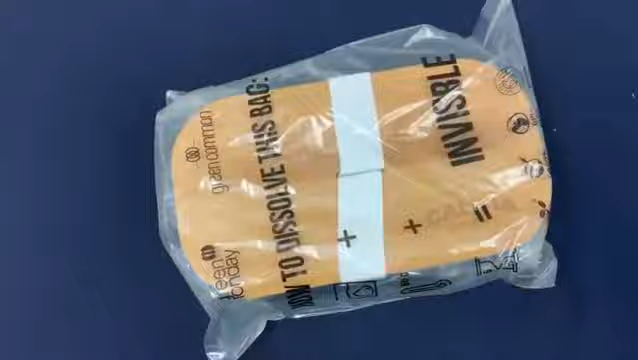 green common
green monday
HOW TO DISSOLVE THIS BAG:
+ + =
INVISIBLE